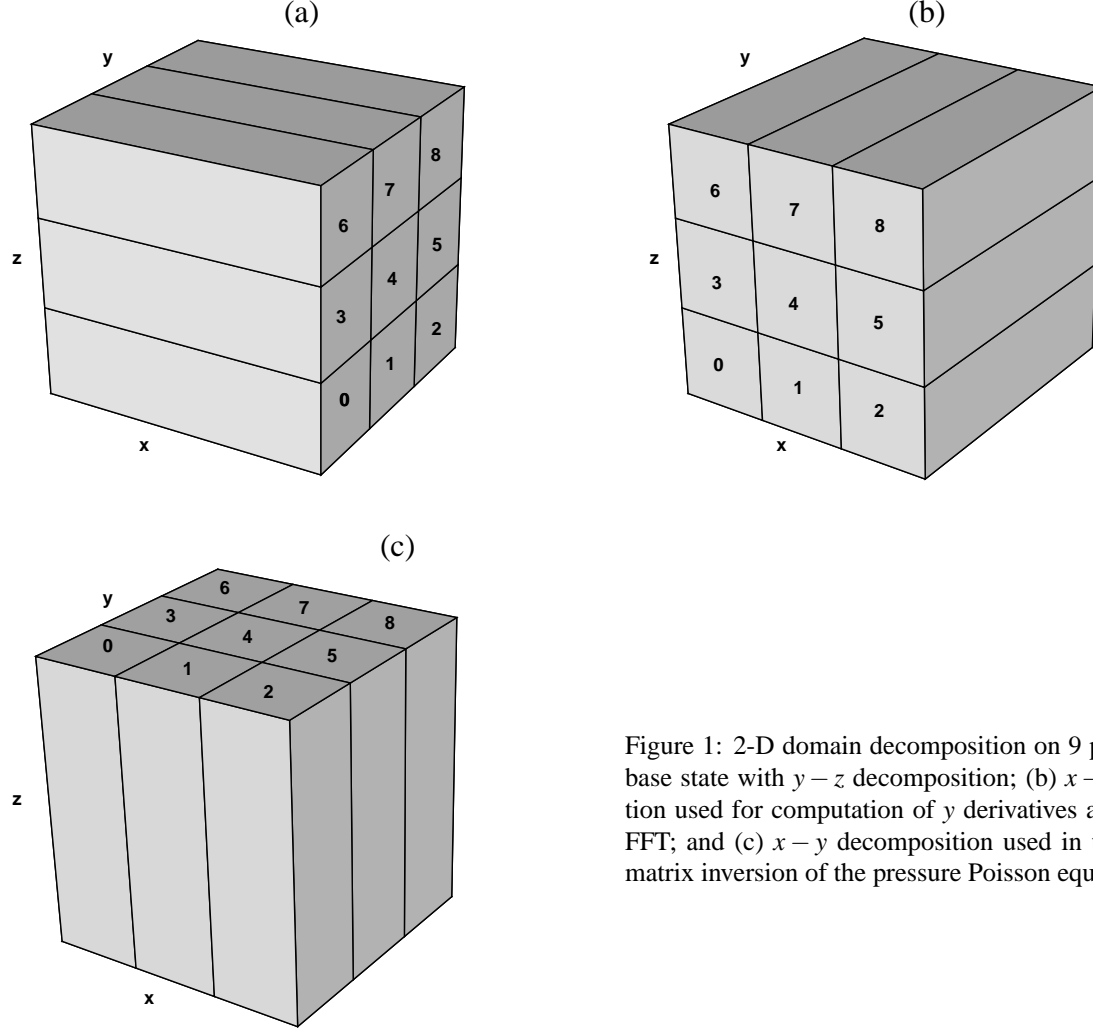 (a)
y
z
x
6
7
8
3
4
5
0
1
2
(b)
y
z
x
6
7
8
3
4
5
0
1
2
(c)
y
z
x
6
7
8
3
4
5
0
1
2
Figure 1: 2-D domain decomposition on 9
base state with y − z decomposition; (b) x −
tion used for computation of y derivatives
FFT; and (c) x − y decomposition used in
matrix inversion of the pressure Poisson